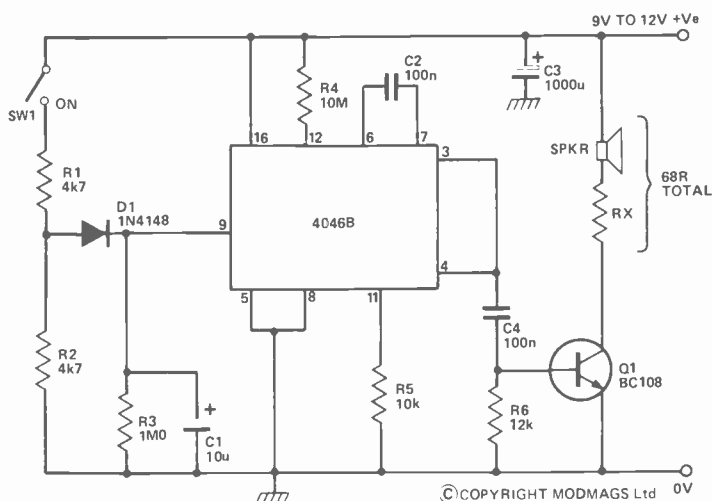 9V TO 12V +Ve
SW1
ON
R1
4k7
D1
1N4148
R2
4k7
R3
1M0
+
C1
10u
R4
10M
C2
100n
16
12
6
7
3
9
4046B
4
5
8
11
R5
10k
C4
100n
R6
12k
+
C3
1000u
SPKR
RX
68R
TOTAL
Q1
BC108
0V
©COPYRIGHT MODMAGS Ltd